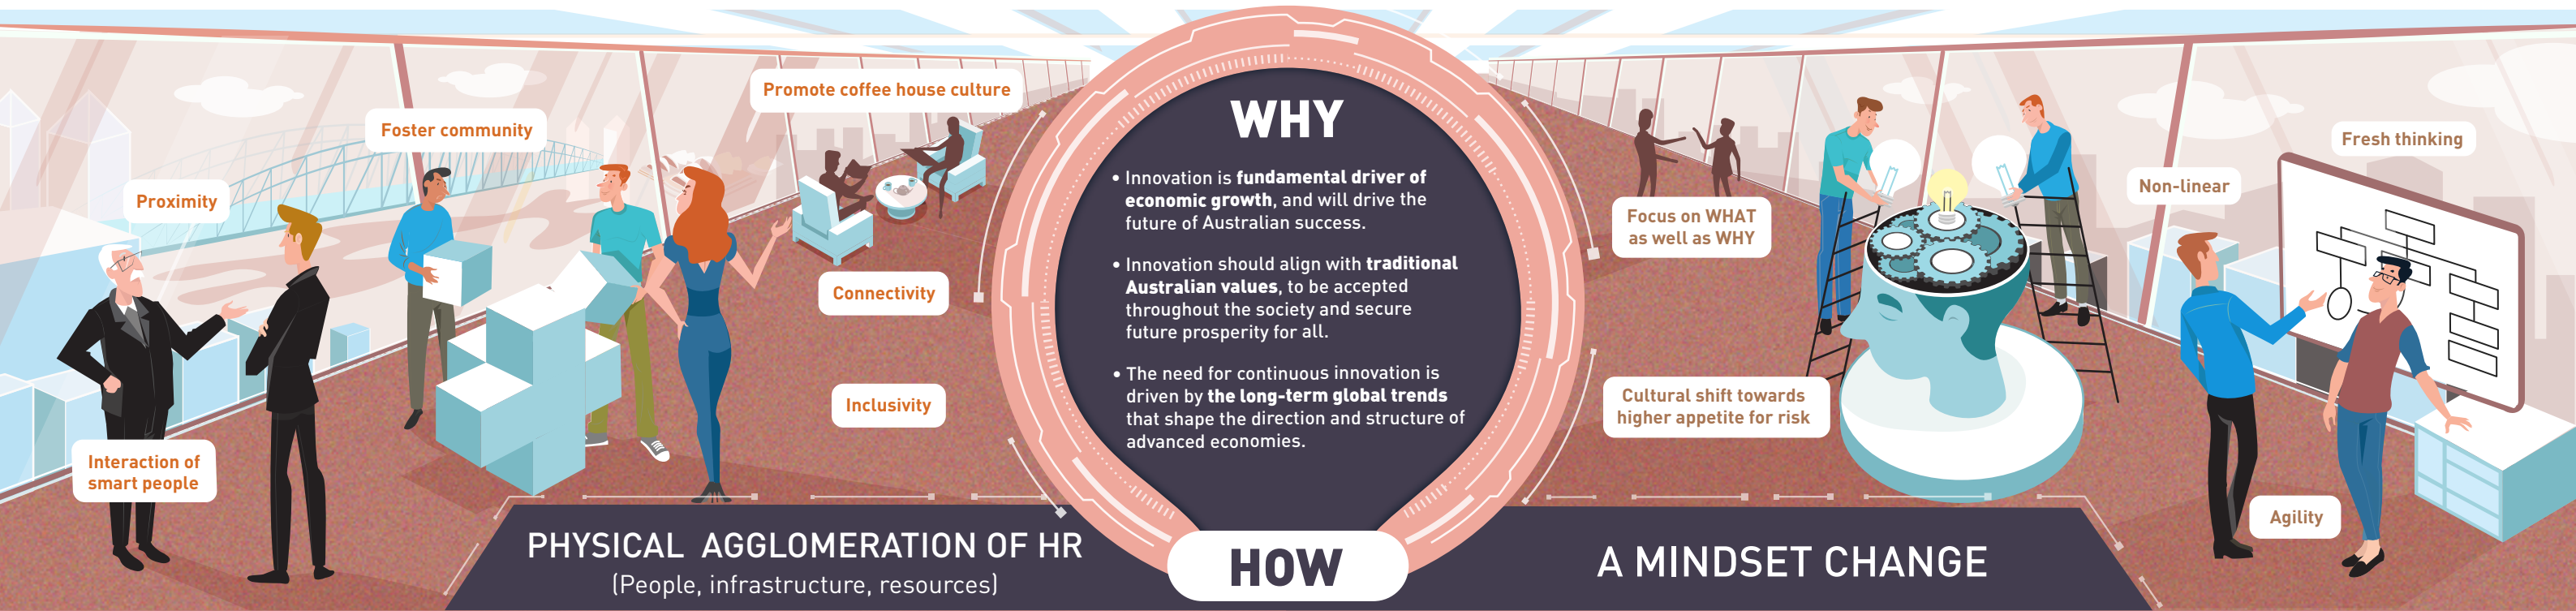 Promote coffee house culture
Foster community
Proximity
Connectivity
Inclusivity
Interaction of
smart people
PHYSICAL AGGLOMERATION OF HR
(People, infrastructure, resources)
WHY
• Innovation is fundamental driver of
economic growth, and will drive the
future of Australian success.
• Innovation should align with traditional
Australian values, to be accepted
throughout the society and secure
future prosperity for all.
• The need for continuous innovation is
driven by the long-term global trends
that shape the direction and structure of
advanced economies.
HOW
Focus on WHAT
as well as WHY
Cultural shift towards
higher appetite for risk
Non-linear
Fresh thinking
Agility
A MINDSET CHANGE